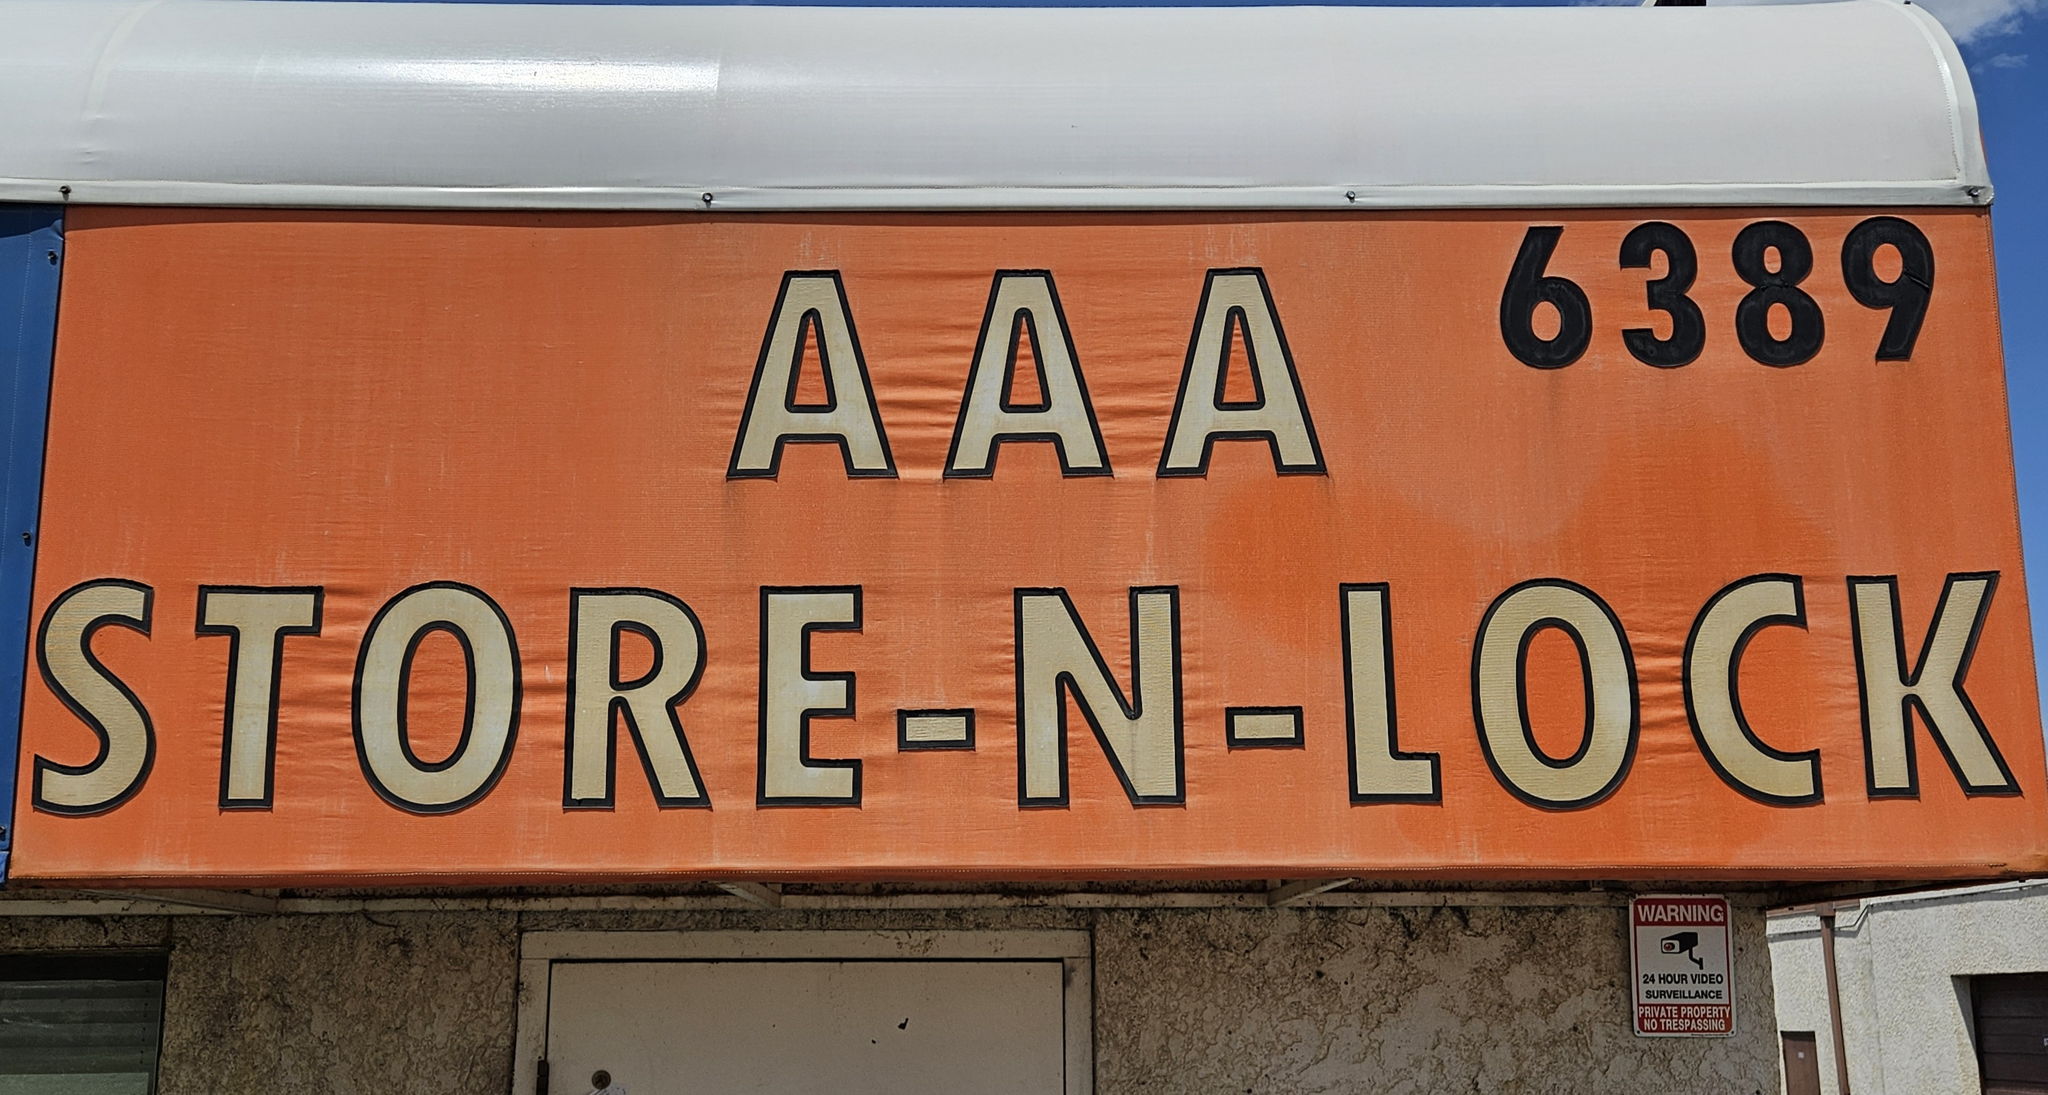 6389
AAA
STORE-N-LOCK
WARNING
24 HOUR VIDEO
SURVEILLANCE
PRIVATE PROPERTY
NO TRESPASSING